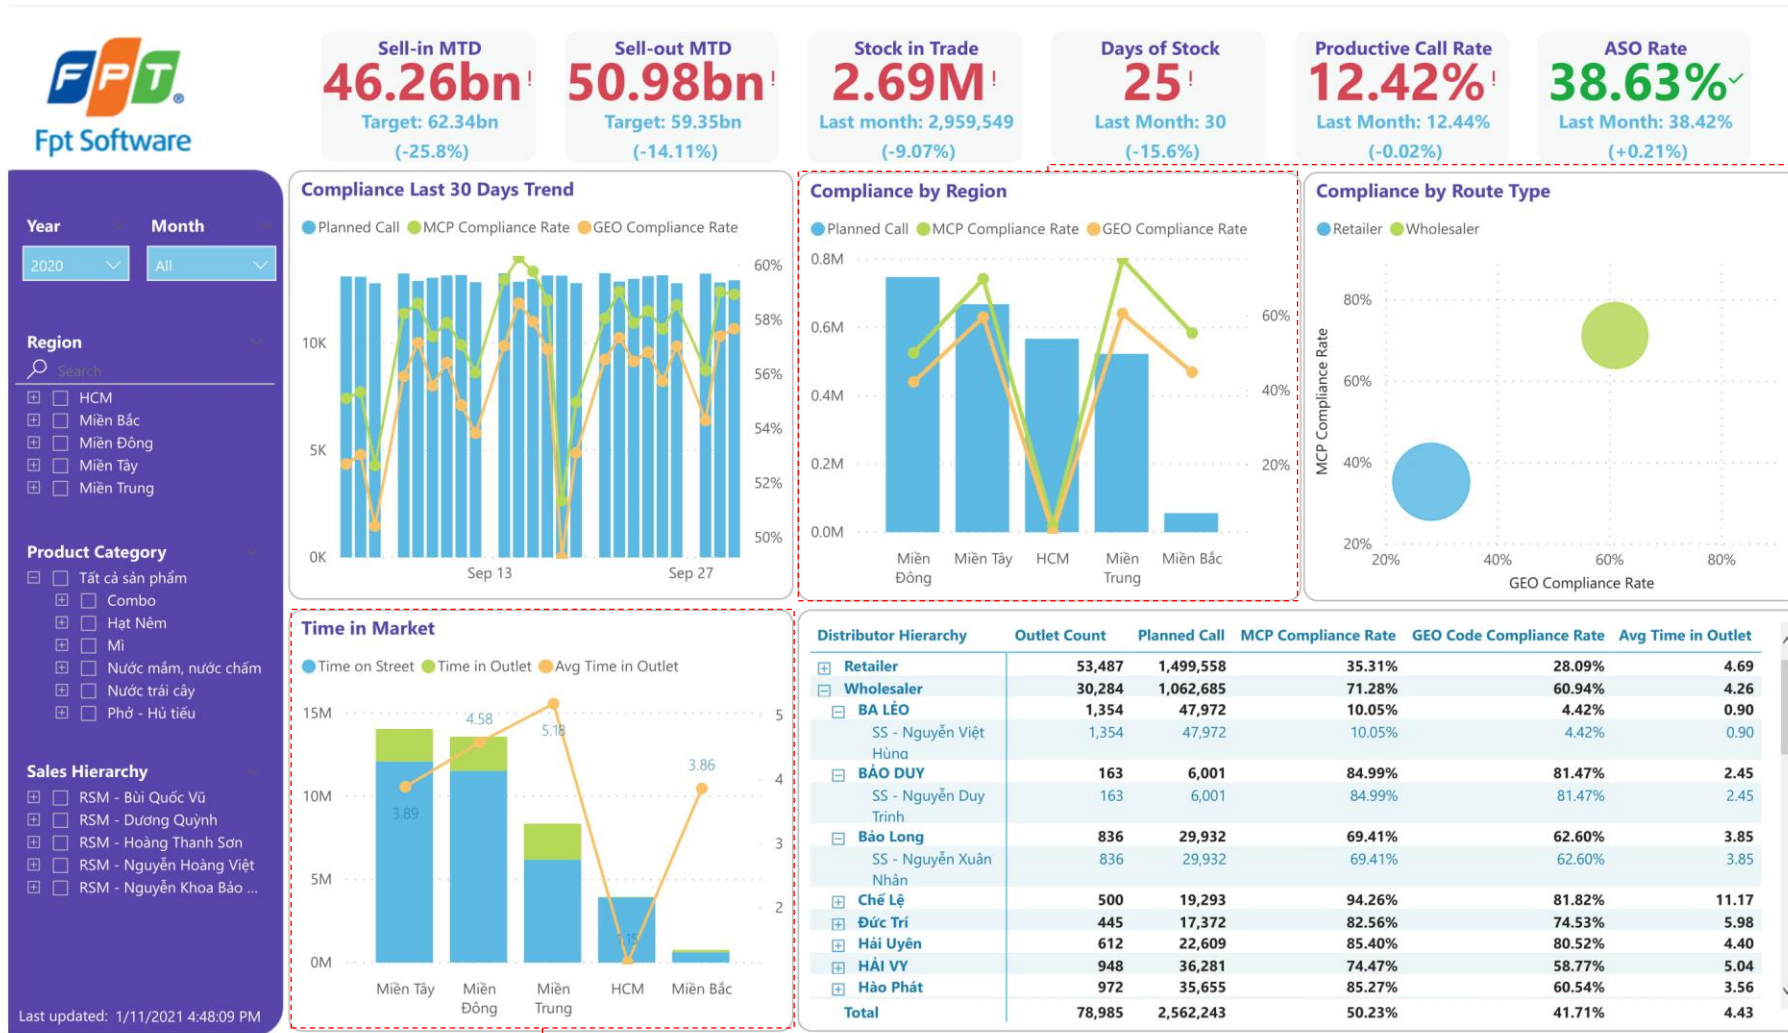 FPT
Fpt Software
Sell-in MTD
46.26bn!
Target: 62.34bn
(-25.8%)
Sell-out MTD
50.98bn!
Target: 59.35bn
(-14.11%)
Stock in Trade
2.69M!
Last month: 2,959,549
(-9.07%)
Days of Stock
25!
Last Month: 30
(-15.6%)
Productive Call Rate
12.42%!
Last Month: 12.44%
(-0.02%)
ASO Rate
38.63%
Last Month: 38.42%
(+0.21%)
Year Month
2020 All
Region
Search
HCM
Miền Bắc
Miền Đông
Miền Tây
Miền Trung
Product Category
Tất cả sản phẩm
Combo
Hạt Nêm
Mì
Nước mắm, nước chấm
Nước trái cây
Phở - Hủ tiếu
Sales Hierarchy
RSM - Bùi Quốc Vũ
RSM - Dương Quỳnh
RSM - Hoàng Thanh Sơn
RSM - Nguyễn Hoàng Việt
RSM - Nguyễn Khoa Bảo ...
Last updated: 1/11/2021 4:48:09 PM
Compliance Last 30 Days Trend
Planned Call MCP Compliance Rate GEO Compliance Rate
60%
58%
10K
56%
54%
5K
52%
50%
0K
Sep 13 Sep 27
Compliance by Region
Planned Call MCP Compliance Rate GEO Compliance Rate
0.8M
0.6M 60%
0.4M 40%
0.2M 20%
0.0M
Miền Đông Miền Tây HCM Miền Trung Miền Bắc
Compliance by Route Type
Retailer Wholesaler
MCP Compliance Rate
80%
60%
40%
20%
20% 40% 60% 80%
GEO Compliance Rate
Time in Market
Time on Street Time in Outlet Avg Time in Outlet
15M 5
4.58
5.18
3.86
4
10M
3.89
3
5M
2
1.15
0M
Miền Tây Miền Đông Miền Trung HCM Miền Bắc
Distributor Hierarchy Outlet Count Planned Call MCP Compliance Rate GEO Code Compliance Rate Avg Time in Outlet
Retailer 53,487 1,499,558 35.31% 28.09% 4.69
Wholesaler 30,284 1,062,685 71.28% 60.94% 4.26
BA LÉO 1,354 47,972 10.05% 4.42% 0.90
SS - Nguyễn Việt Hùng 1,354 47,972 10.05% 4.42% 0.90
BẢO DUY 163 6,001 84.99% 81.47% 2.45
SS - Nguyễn Duy Trinh 163 6,001 84.99% 81.47% 2.45
Bảo Long 836 29,932 69.41% 62.60% 3.85
SS - Nguyễn Xuân Nhân 836 29,932 69.41% 62.60% 3.85
Chế Lệ 500 19,293 94.26% 81.82% 11.17
Đức Trí 445 17,372 82.56% 74.53% 5.98
Hải Uyên 612 22,609 85.40% 80.52% 4.40
HẢI VY 948 36,281 74.47% 58.77% 5.04
Hào Phát 972 35,655 85.27% 60.54% 3.56
Total 78,985 2,562,243 50.23% 41.71% 4.43